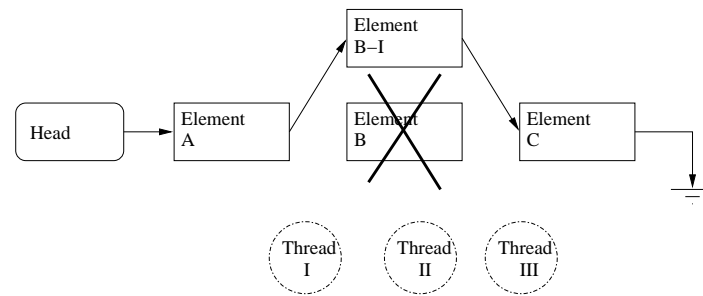 Element
B–I
Head
Element
A
Element
B
Element
C
Thread
I
Thread
II
Thread
III